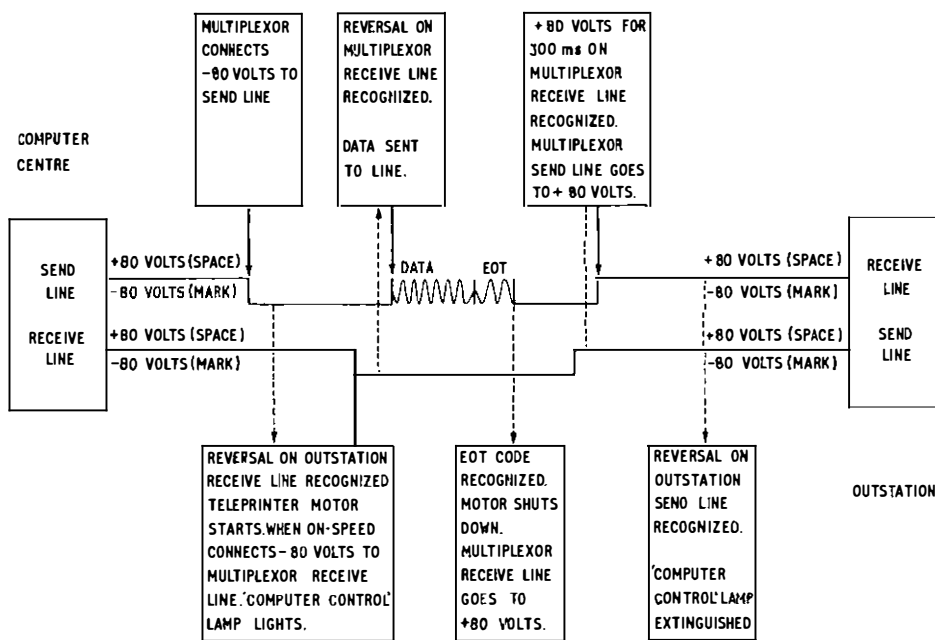 MULTIPLEXOR
CONNECTS
-80 VOLTS TO
SEND LINE
REVERSAL ON
MULTIPLEXOR
RECEIVE LINE
RECOGNIZED.
DATA SENT
TO LINE.
+80 VOLTS FOR
300 ms ON
MULTIPLEXOR
RECEIVE LINE
RECOGNIZED.
MULTIPLEXOR
SEND LINE GOES
TO + 80 VOLTS.
COMPUTER
CENTRE
SEND
LINE
RECEIVE
LINE
+80 VOLTS (SPACE)
-80 VOLTS (MARK)
+80 VOLTS (SPACE)
-80 VOLTS (MARK)
DATA
EOT
+80 VOLTS (SPACE)
-80 VOLTS (MARK)
+80 VOLTS (SPACE)
-80 VOLTS (MARK)
RECEIVE
LINE
SEND
LINE
REVERSAL ON OUTSTATION
RECEIVE LINE RECOGNIZED
TELEPRINTER MOTOR
STARTS. WHEN ON-SPEED
CONNECTS -80 VOLTS TO
MULTIPLEXOR RECEIVE
LINE. 'COMPUTER CONTROL'
LAMP LIGHTS.
EOT CODE
RECOGNIZED.
MOTOR SHUTS
DOWN.
MULTIPLEXOR
RECEIVE LINE
GOES TO
+80 VOLTS.
REVERSAL ON
OUTSTATION
SEND LINE
RECOGNIZED.
'COMPUTER
CONTROL' LAMP
EXTINGUISHED
OUTSTATION